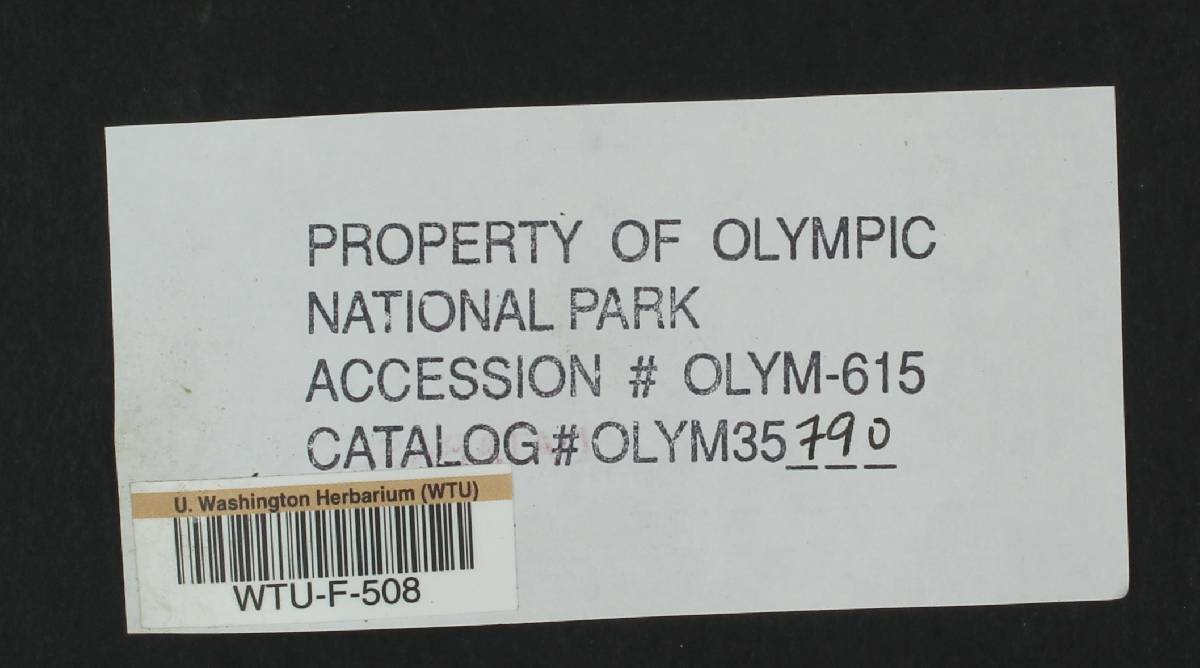 PROPERTY OF OLYMPIC
NATIONAL PARK
ACCESSION # OLYM-615
CATALOG # OLYM35790
U. Washington Herbarium (WTU)
WTU-F-508